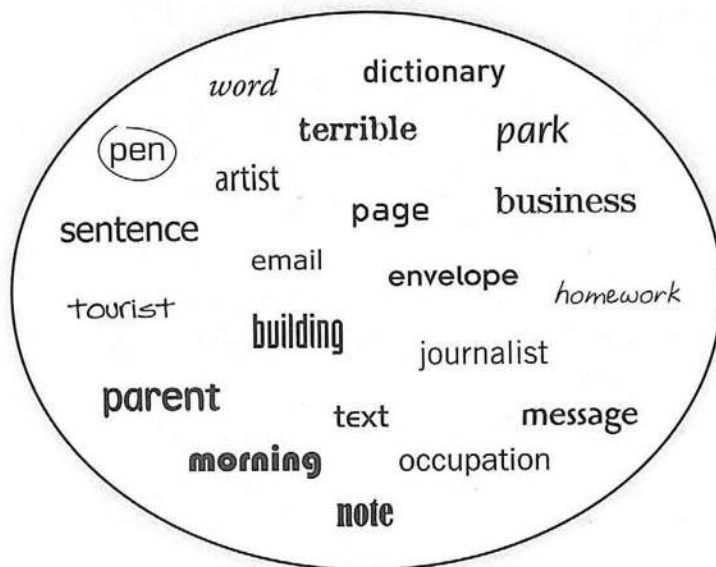 word
dictionary
terrible
park
pen
artist
page
business
sentence
email
envelope
homework
tourist
building
journalist
parent
text
message
morning
occupation
note